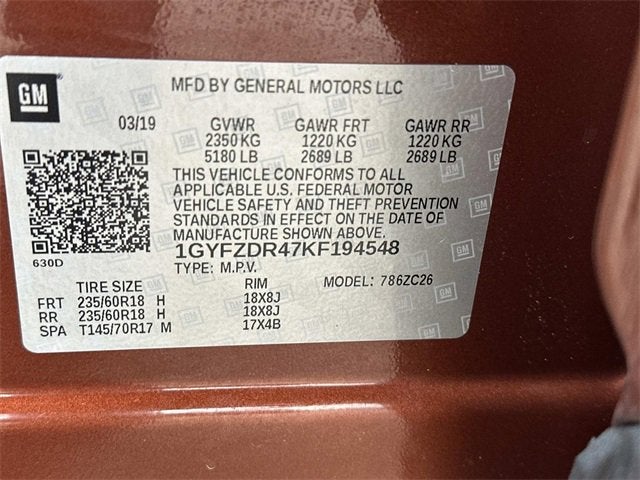 GM
MFD BY GENERAL MOTORS LLC
03/19 GVWR GAWR FRT GAWR RR
2350 KG 1220 KG 1220 KG
5180 LB 2689 LB 2689 LB
THIS VEHICLE CONFORMS TO ALL
APPLICABLE U.S. FEDERAL MOTOR
VEHICLE SAFETY AND THEFT PREVENTION
STANDARDS IN EFFECT ON THE DATE OF
MANUFACTURE SHOWN ABOVE.
630D
1GYFZDR47KF194548
TYPE: M.P.V. MODEL: 786ZC26
TIRE SIZE RIM
FRT 235/60R18 H 18X8J
RR 235/60R18 H 18X8J
SPA T145/70R17 M 17X4B